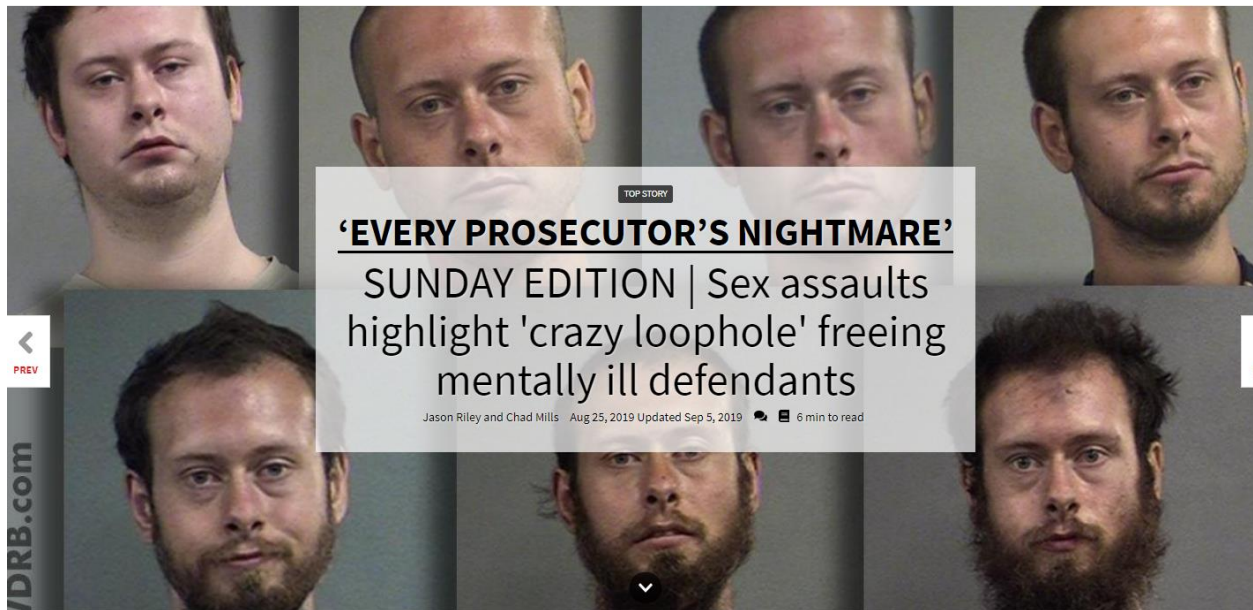 TOP STORY
‘EVERY PROSECUTOR’S NIGHTMARE’
SUNDAY EDITION | Sex assaults
highlight 'crazy loophole' freeing
mentally ill defendants
Jason Riley and Chad Mills Aug 25, 2019 Updated Sep 5, 2019 6 min to read
PREV
WDRB.com